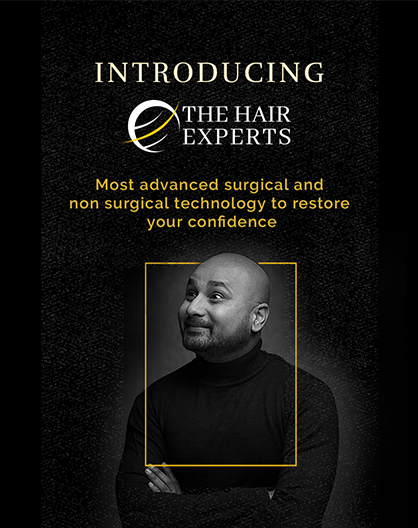 INTRODUCING
THE HAIR
EXPERTS
Most advanced surgical and
non surgical technology to restore
your confidence